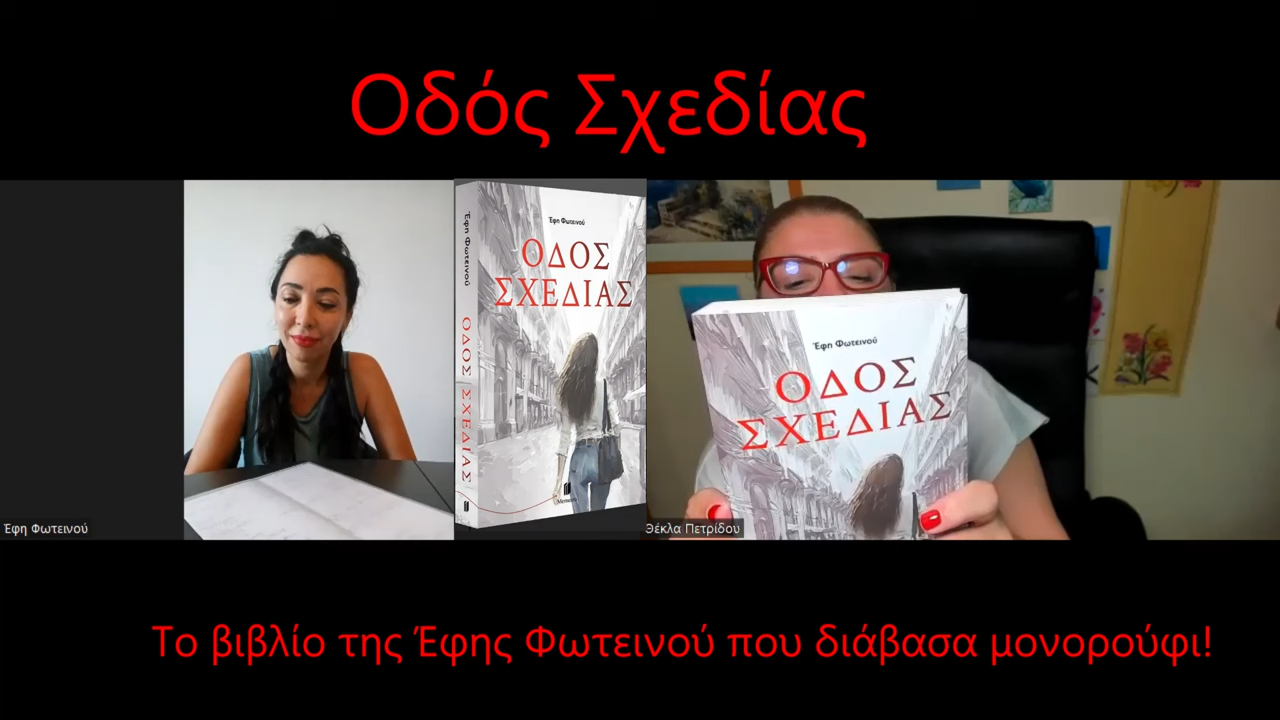 Οδός Σχεδίας
Έφη Φωτεινού
ΟΔΟΣ ΣΧΕΔΙΑΣ
Έφη Φωτεινού
ΟΔΟΣ
ΣΧΕΔΙΑΣ
Έφη Φωτεινού
ΟΔΟΣ
ΣΧΕΔΙΑΣ
Έφη Φωτεινού
Θέκλα Πετρίδου
Το βιβλίο της Έφης Φωτεινού που διάβασα μονορούφι!